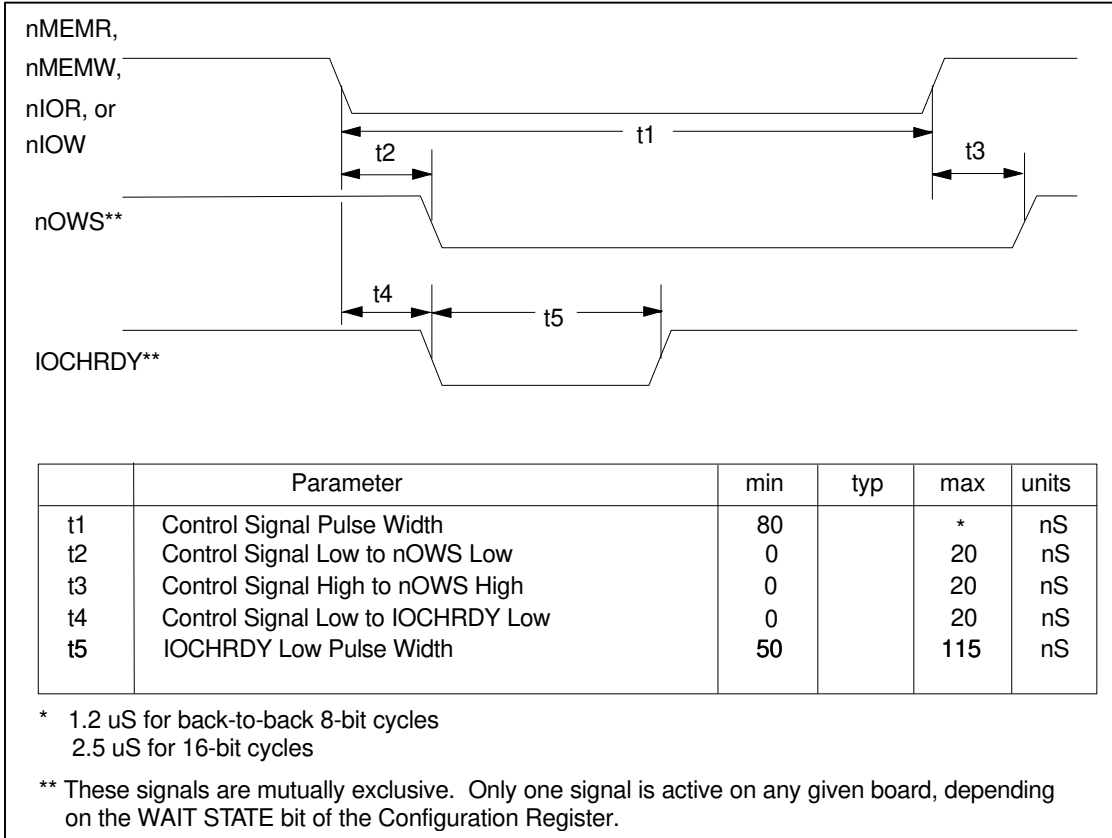 nMEMR,
nMEMW,
nIOR, or
nIOW
t1
t2
t3
nOWS**
t4
t5
IOCHRDY**
Parameter min typ max units
t1 Control Signal Pulse Width 80 * nS
t2 Control Signal Low to nOWS Low 0 20 nS
t3 Control Signal High to nOWS High 0 20 nS
t4 Control Signal Low to IOCHRDY Low 0 20 nS
t5 IOCHRDY Low Pulse Width 50 115 nS
* 1.2 uS for back-to-back 8-bit cycles
2.5 uS for 16-bit cycles
** These signals are mutually exclusive. Only one signal is active on any given board, depending
on the WAIT STATE bit of the Configuration Register.